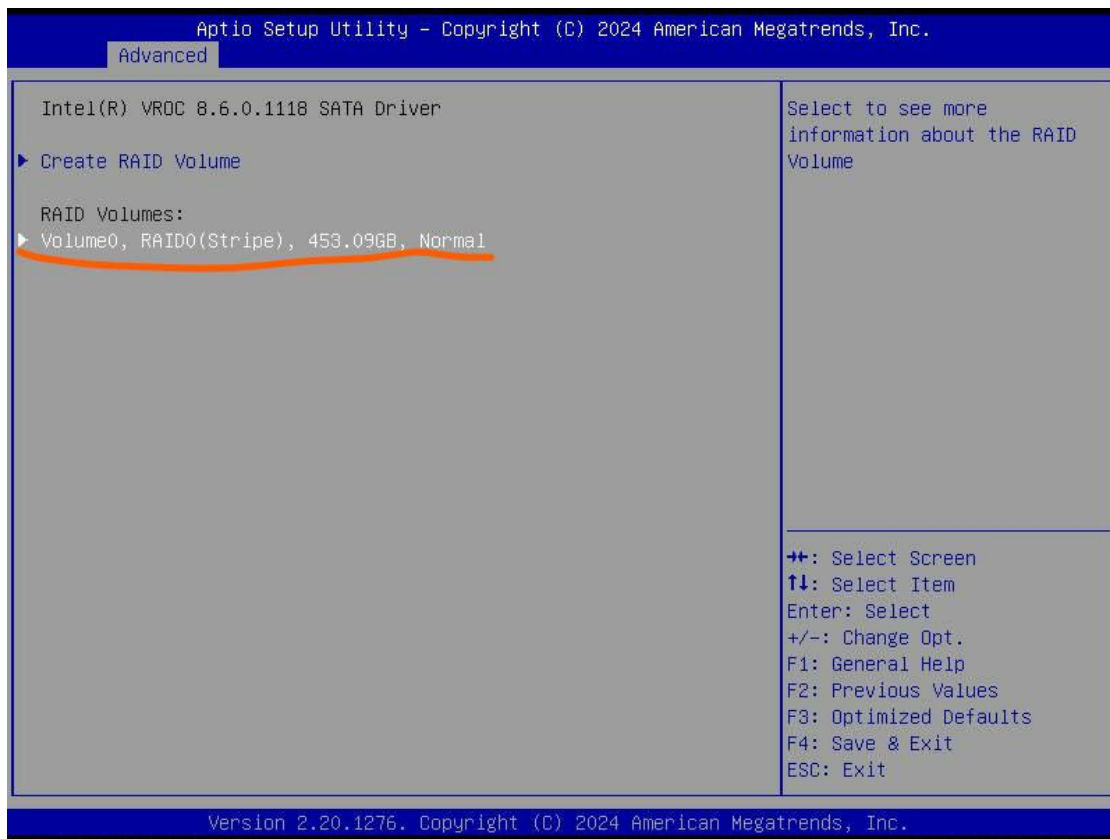 Aptio Setup Utility – Copyright (C) 2024 American Megatrends, Inc.
Advanced
Intel(R) VROC 8.6.0.1118 SATA Driver
Create RAID Volume
RAID Volumes:
Volume0, RAID0(Stripe), 453.09GB, Normal
Select to see more
information about the RAID
Volume
→←: Select Screen
↑↓: Select Item
Enter: Select
+/-: Change Opt.
F1: General Help
F2: Previous Values
F3: Optimized Defaults
F4: Save & Exit
ESC: Exit
Version 2.20.1276. Copyright (C) 2024 American Megatrends, Inc.